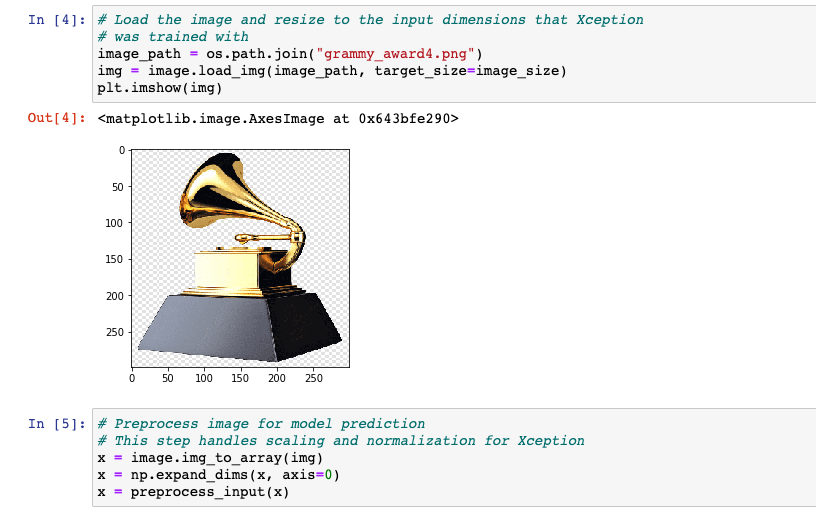 In [4]: # Load the image and resize to the input dimensions that Xception
# was trained with
image_path = os.path.join("grammy_award4.png")
img = image.load_img(image_path, target_size=image_size)
plt.imshow(img)
Out[4]: <matplotlib.image.AxesImage at 0x643bfe290>
0
50
100
150
200
250
0 50 100 150 200 250
In [5]: # Preprocess image for model prediction
# This step handles scaling and normalization for Xception
x = image.img_to_array(img)
x = np.expand_dims(x, axis=0)
x = preprocess_input(x)